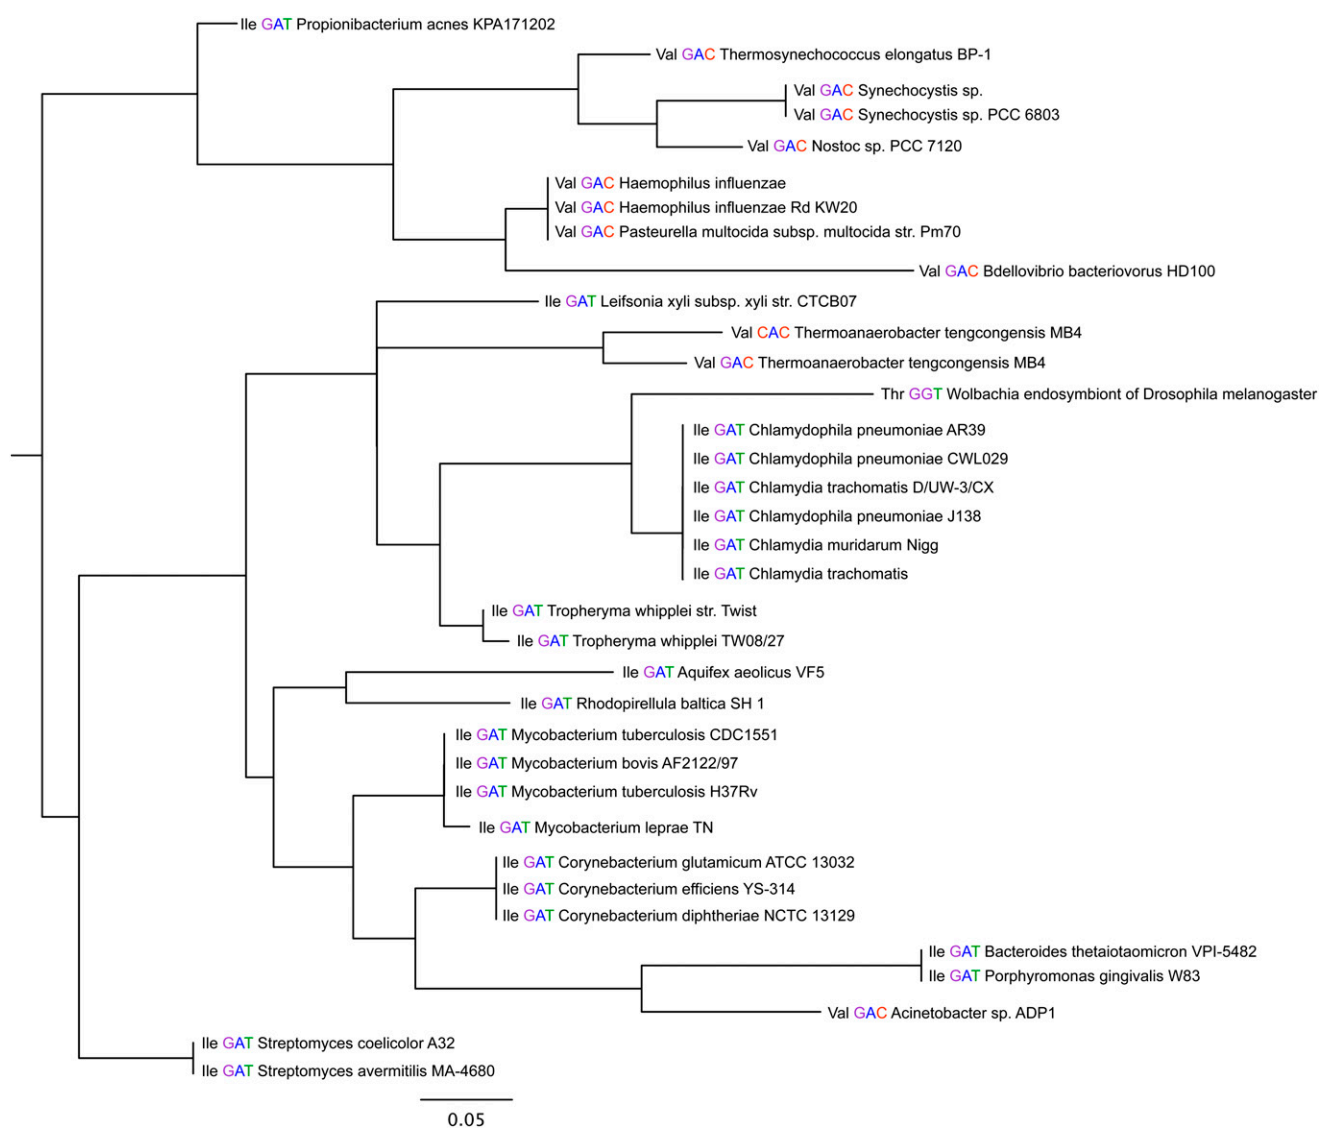 Ile GAT Propionibacterium acnes KPA171202
Val GAC Thermosynechococcus elongatus BP-1
Val GAC Synechocystis sp.
Val GAC Synechocystis sp. PCC 6803
Val GAC Nostoc sp. PCC 7120
Val GAC Haemophilus influenzae
Val GAC Haemophilus influenzae Rd KW20
Val GAC Pasteurella multocida subsp. multocida str. Pm70
Val GAC Bdellovibrio bacteriovorus HD100
Ile GAT Leifsonia xyli subsp. xyli str. CTCB07
Val CAC Thermoanaerobacter tengcongensis MB4
Val GAC Thermoanaerobacter tengcongensis MB4
Thr GGT Wolbachia endosymbiont of Drosophila melanogaster
Ile GAT Chlamydophila pneumoniae AR39
Ile GAT Chlamydophila pneumoniae CWL029
Ile GAT Chlamydia trachomatis D/UW-3/CX
Ile GAT Chlamydophila pneumoniae J138
Ile GAT Chlamydia muridarum Nigg
Ile GAT Chlamydia trachomatis
Ile GAT Tropheryma whipplei str. Twist
Ile GAT Tropheryma whipplei TW08/27
Ile GAT Aquifex aeolicus VF5
Ile GAT Rhodopirellula baltica SH 1
Ile GAT Mycobacterium tuberculosis CDC1551
Ile GAT Mycobacterium bovis AF2122/97
Ile GAT Mycobacterium tuberculosis H37Rv
Ile GAT Mycobacterium leprae TN
Ile GAT Corynebacterium glutamicum ATCC 13032
Ile GAT Corynebacterium efficiens YS-314
Ile GAT Corynebacterium diphtheriae NCTC 13129
Ile GAT Bacteroides thetaiotaomicron VPI-5482
Ile GAT Porphyromonas gingivalis W83
Val GAC Acinetobacter sp. ADP1
Ile GAT Streptomyces coelicolor A32
Ile GAT Streptomyces avermitilis MA-4680
0.05